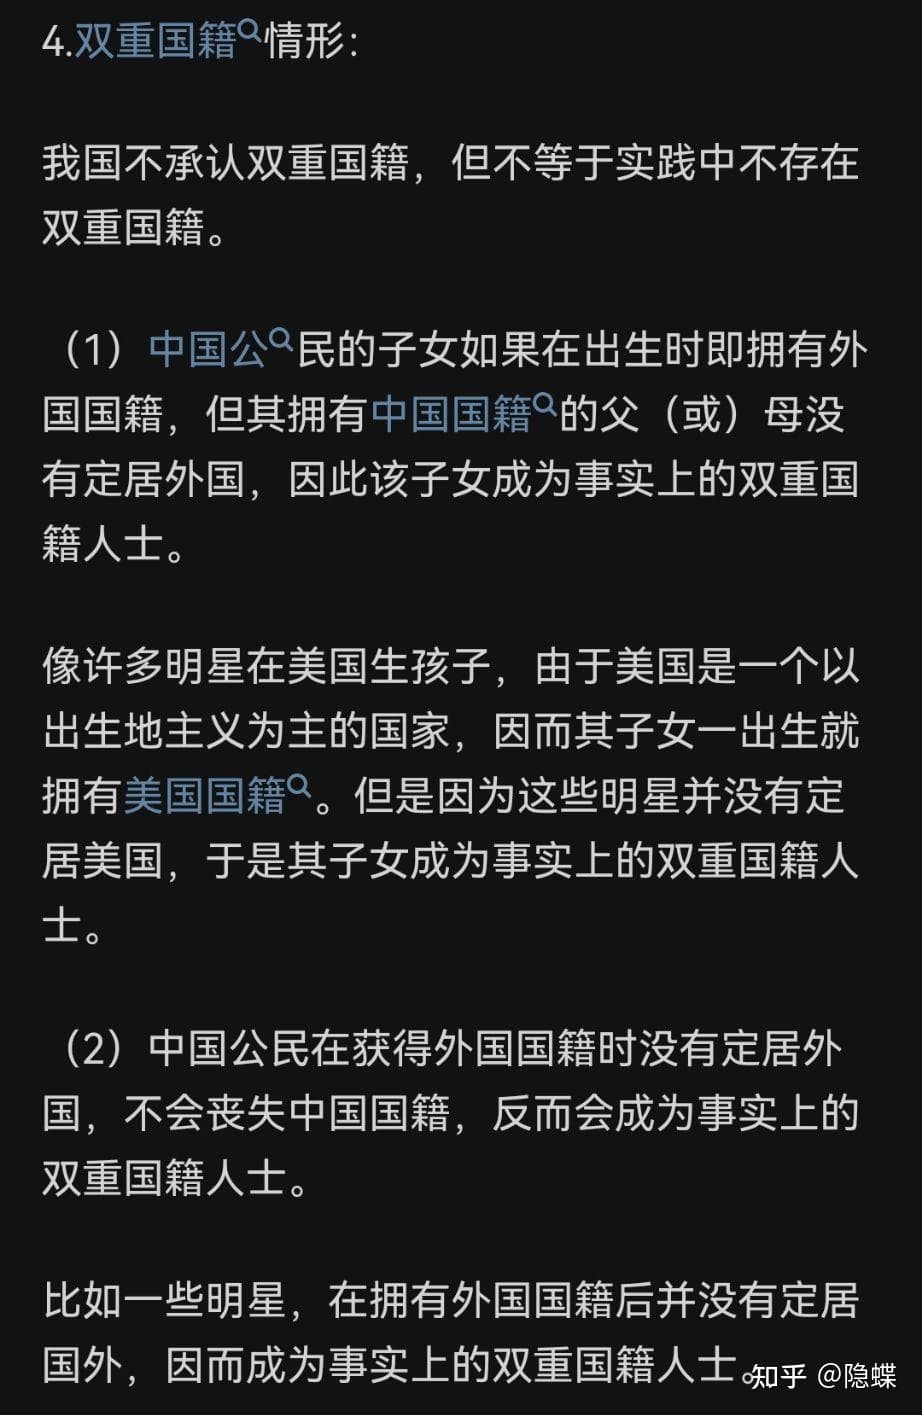 4.双重国籍情形：
我国不承认双重国籍，但不等于实践中不存在
双重国籍。
（1）中国公民的子女如果在出生时即拥有外
国国籍，但其拥有中国国籍的父（或）母没
有定居外国，因此该子女成为事实上的双重国
籍人士。
像许多明星在美国生孩子，由于美国是一个以
出生地主义为主的国家，因而其子女一出生就
拥有美国国籍。但是因为这些明星并没有定
居美国，于是其子女成为事实上的双重国籍人
士。
（2）中国公民在获得外国国籍时没有定居外
国，不会丧失中国国籍，反而会成为事实上的
双重国籍人士。
比如一些明星，在拥有外国国籍后并没有定居
国外，因而成为事实上的双重国籍人士。
知乎 @隐蝶